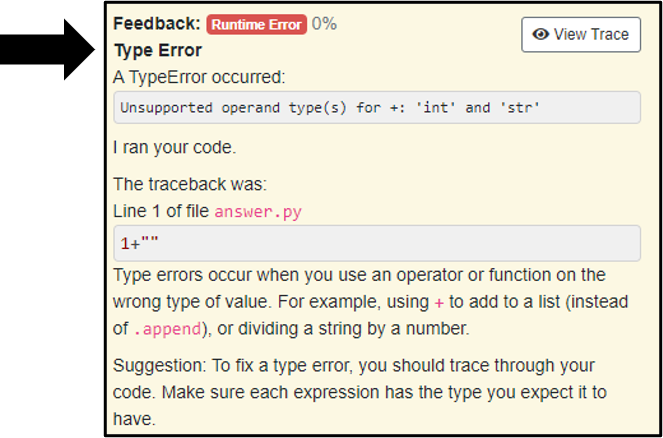 Feedback: Runtime Error 0%
View Trace
Type Error
A TypeError occurred:
Unsupported operand type(s) for +: 'int' and 'str'
I ran your code.
The traceback was:
Line 1 of file answer.py
1+""
Type errors occur when you use an operator or function on the
wrong type of value. For example, using + to add to a list (instead
of .append), or dividing a string by a number.
Suggestion: To fix a type error, you should trace through your
code. Make sure each expression has the type you expect it to
have.